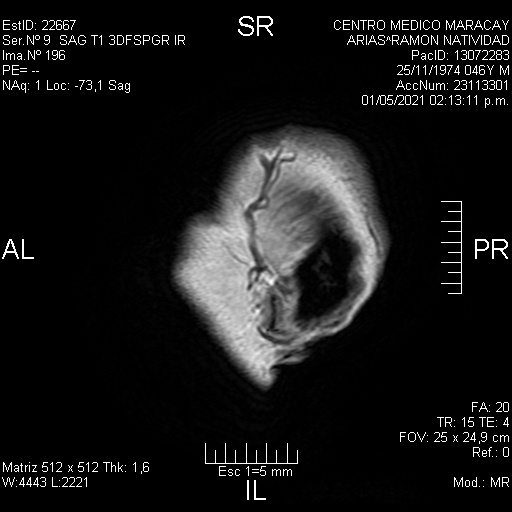 EstID: 22667
Ser.Nº 9 SAG T1 3DFSPGR IR
Ima.Nº 196
PE= --
NAq: 1 Loc: -73,1 Sag
SR
CENTRO MEDICO MARACAY
ARIAS^RAMON NATIVIDAD
PacID: 13072283
25/11/1974 046Y M
AccNum: 23113301
01/05/2021 02:13:11 p.m.
AL
PR
FA: 20
TR: 15 TE: 4
FOV: 25 x 24,9 cm
Ref.: 0
Matriz 512 x 512 Thk: 1,6
W:4443 L:2221
Esc 1=5 mm
IL
Mod.: MR